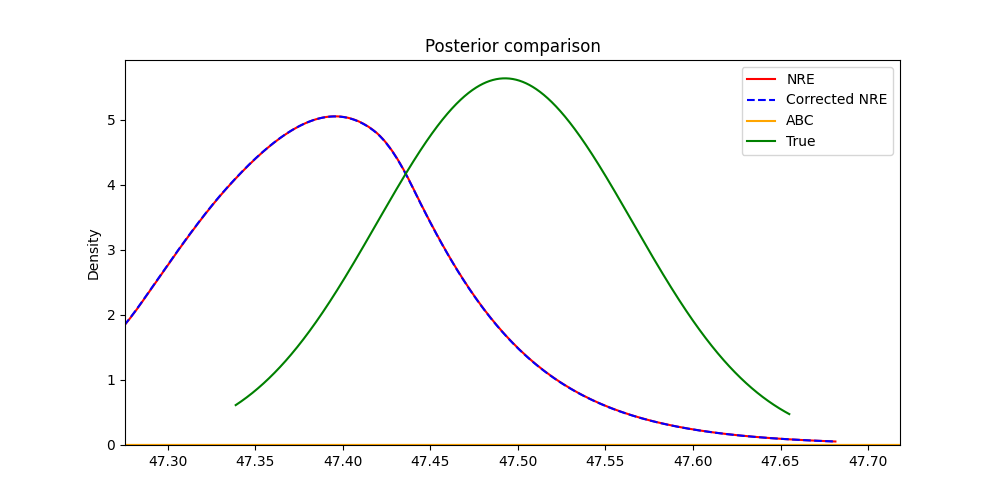 Posterior comparison
NRE
Corrected NRE
ABC
True
Density
5
4
3
2
1
0
47.30 47.35 47.40 47.45 47.50 47.55 47.60 47.65 47.70